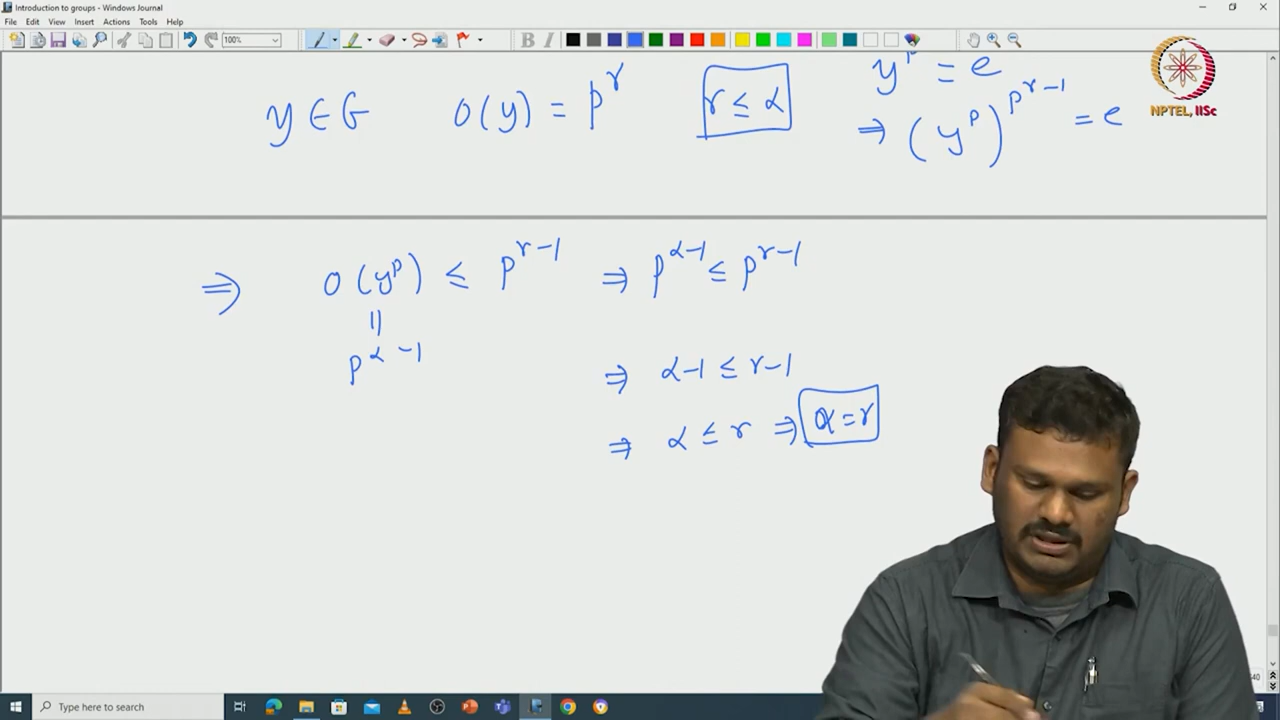 Introduction to groups - Windows Journal
File Edit View Insert Actions Tools Help
100%
B I
NPTEL, IISc
y^{p^r} = e
y ∈ G O(y) = p^r r ≤ α ⇒ (y^p)^{p^{r-1}} = e
⇒ O(y^p) ≤ p^{r-1} ⇒ p^{α-1} ≤ p^{r-1}
||
p^{α-1}
⇒ α-1 ≤ r-1
⇒ α ≤ r ⇒ α = r
Type here to search